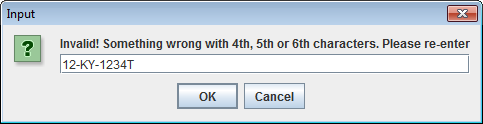 Input
Invalid! Something wrong with 4th, 5th or 6th characters. Please re-enter
12-KY-1234T
OK Cancel